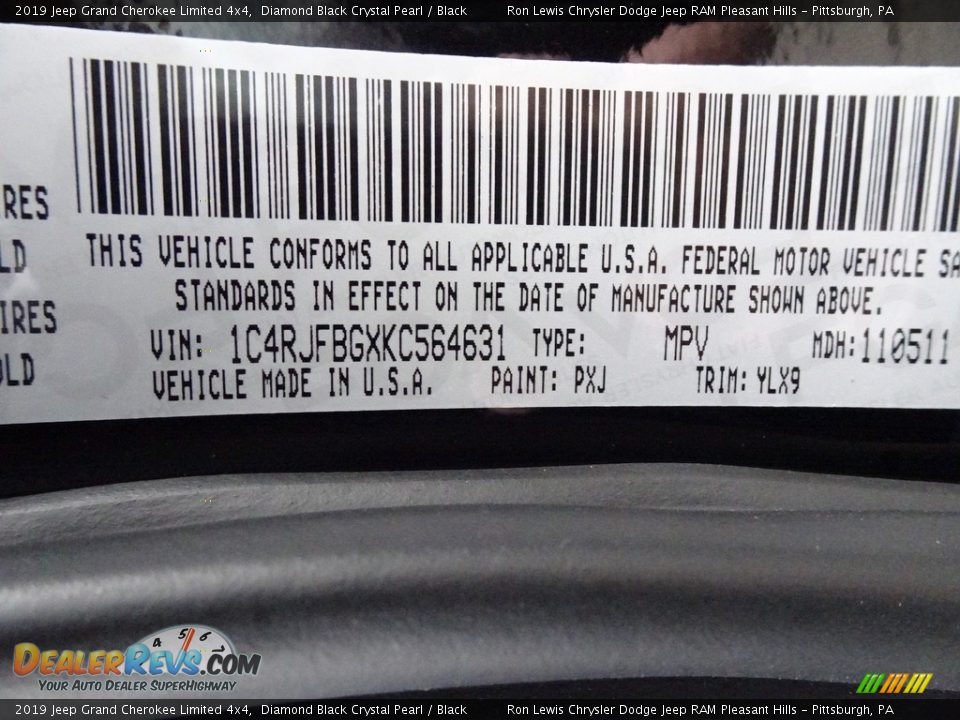 2019 Jeep Grand Cherokee Limited 4x4, Diamond Black Crystal Pearl / Black Ron Lewis Chrysler Dodge Jeep RAM Pleasant Hills - Pittsburgh, PA
IRES
LD
THIS VEHICLE CONFORMS TO ALL APPLICABLE U.S.A. FEDERAL MOTOR VEHICLE SA
STANDARDS IN EFFECT ON THE DATE OF MANUFACTURE SHOWN ABOVE.
IRES
VIN: 1C4RJFBGXKC564631 TYPE: MPV MDH: 110511
OLD
VEHICLE MADE IN U.S.A. PAINT: PXJ TRIM: YLX9
4 5 6
DEALERREVS.COM
YOUR AUTO DEALER SUPERHIGHWAY
2019 Jeep Grand Cherokee Limited 4x4, Diamond Black Crystal Pearl / Black Ron Lewis Chrysler Dodge Jeep RAM Pleasant Hills - Pittsburgh, PA